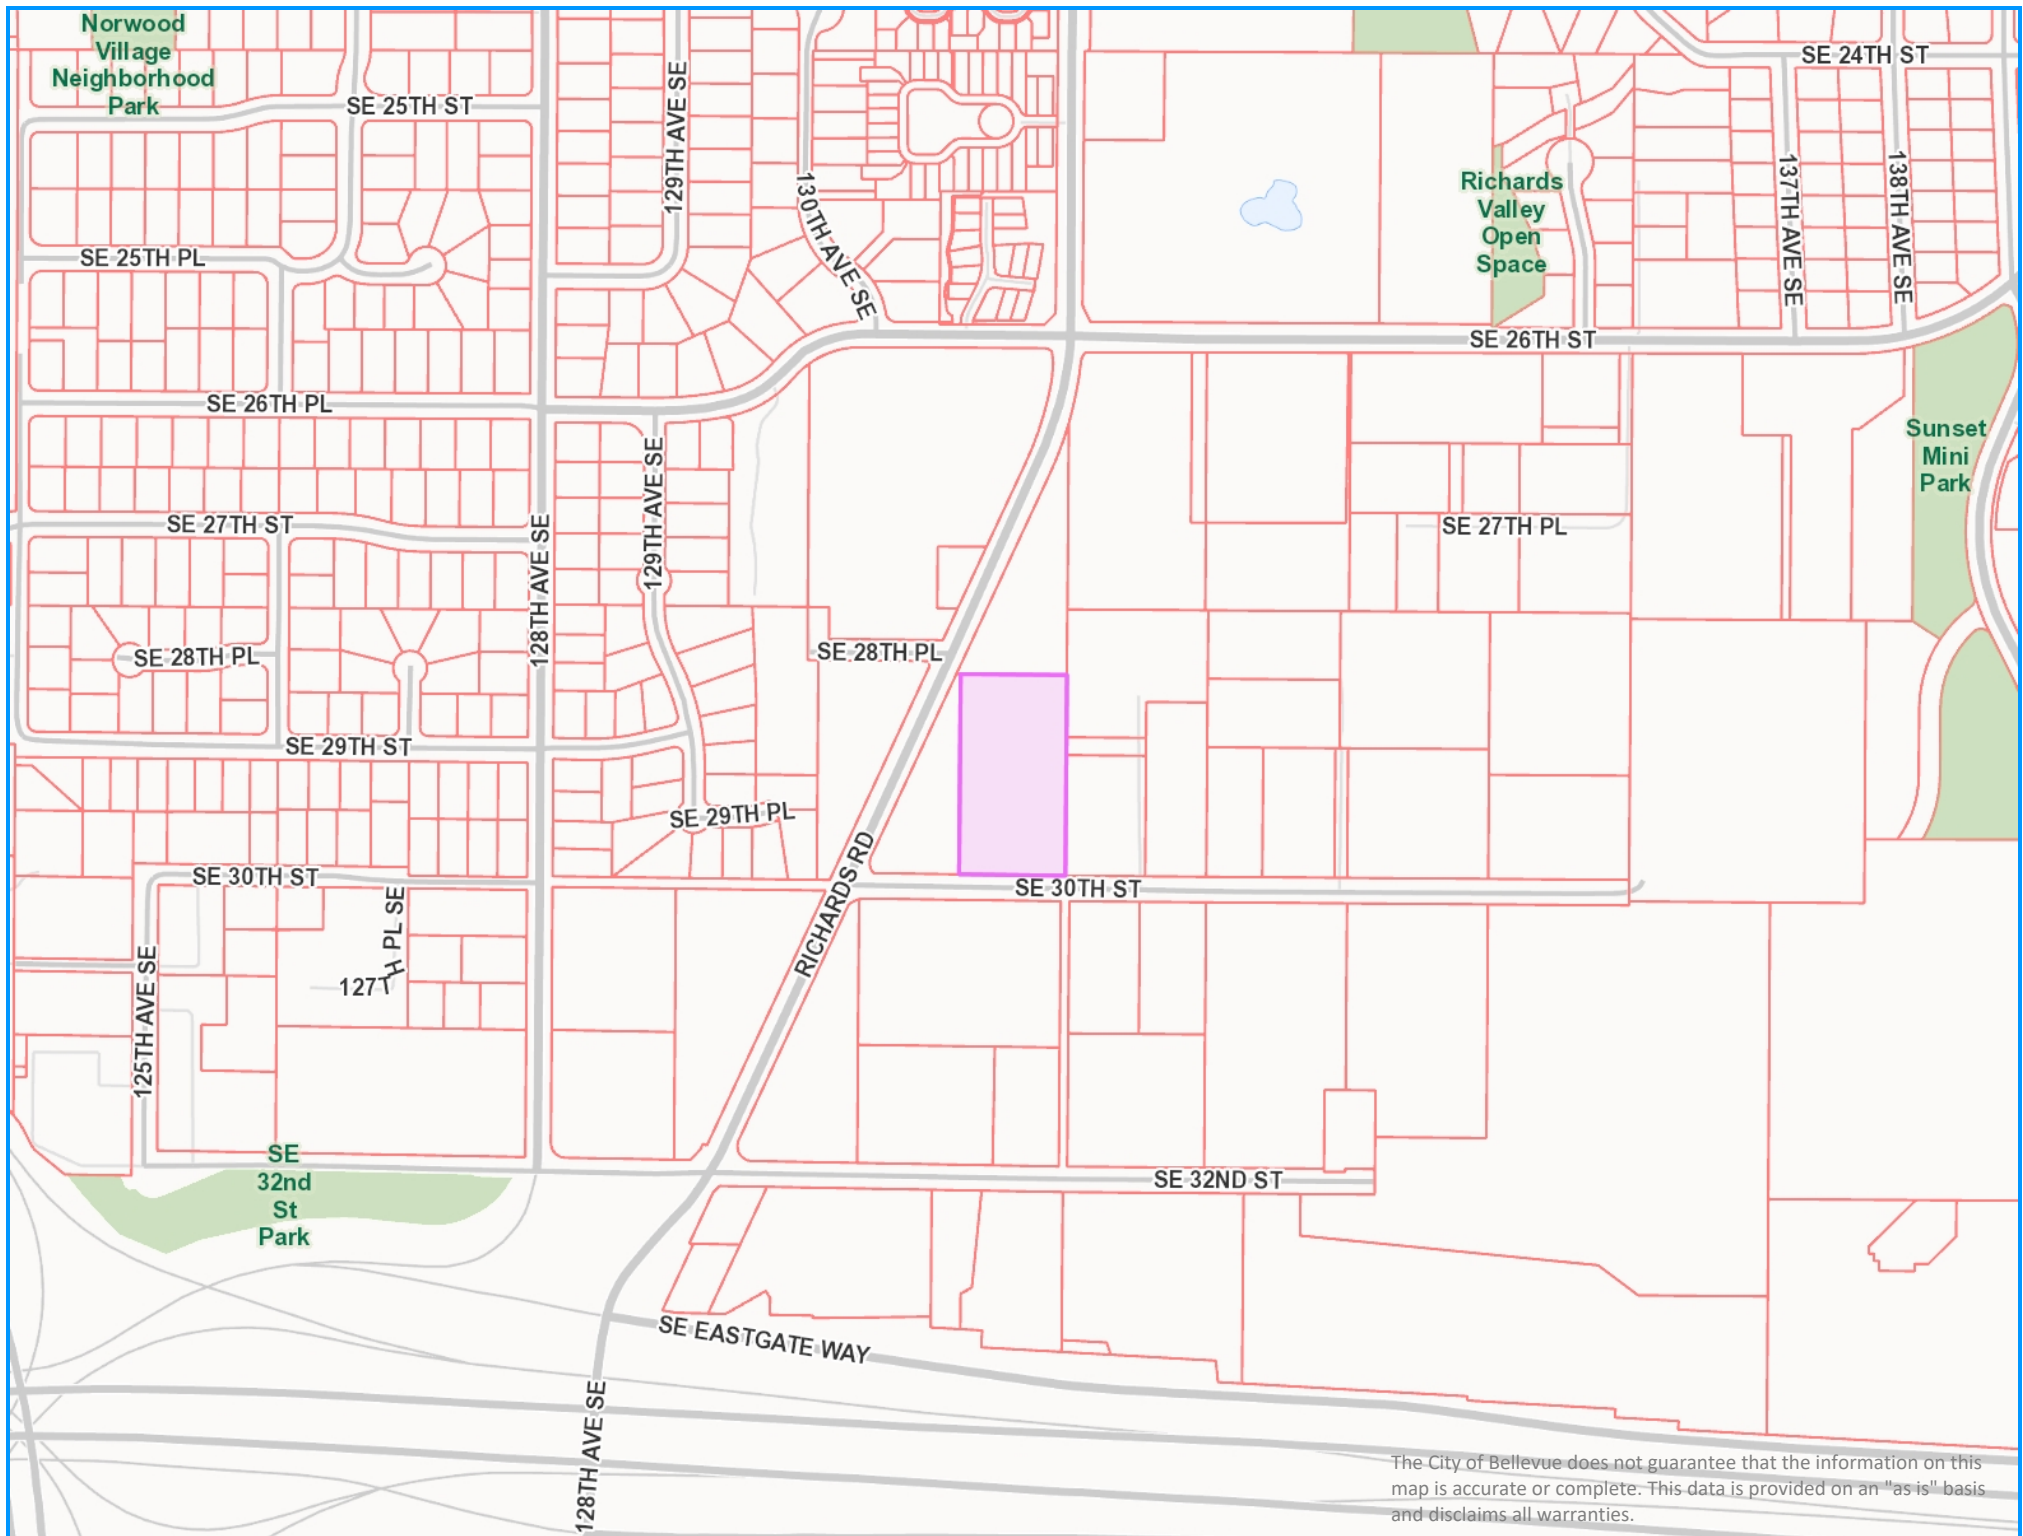 Norwood
Village
Neighborhood
Park
SE 24TH ST
SE 25TH ST
129TH AVE SE
130TH AVE SE
Richards
Valley
Open
Space
137TH AVE SE
138TH AVE SE
SE 25TH PL
SE 26TH ST
SE 26TH PL
Sunset
Mini
Park
129TH AVE SE
SE 27TH ST
SE 27TH PL
128TH AVE SE
SE 28TH PL
SE 28TH PL
SE 29TH ST
SE 29TH PL
RICHARDS RD
SE 30TH ST
SE 30TH ST
127TH PL SE
125TH AVE SE
SE
32nd
St
Park
SE 32ND ST
SE EASTGATE WAY
128TH AVE SE
The City of Bellevue does not guarantee that the information on this
map is accurate or complete. This data is provided on an "as is" basis
and disclaims all warranties.